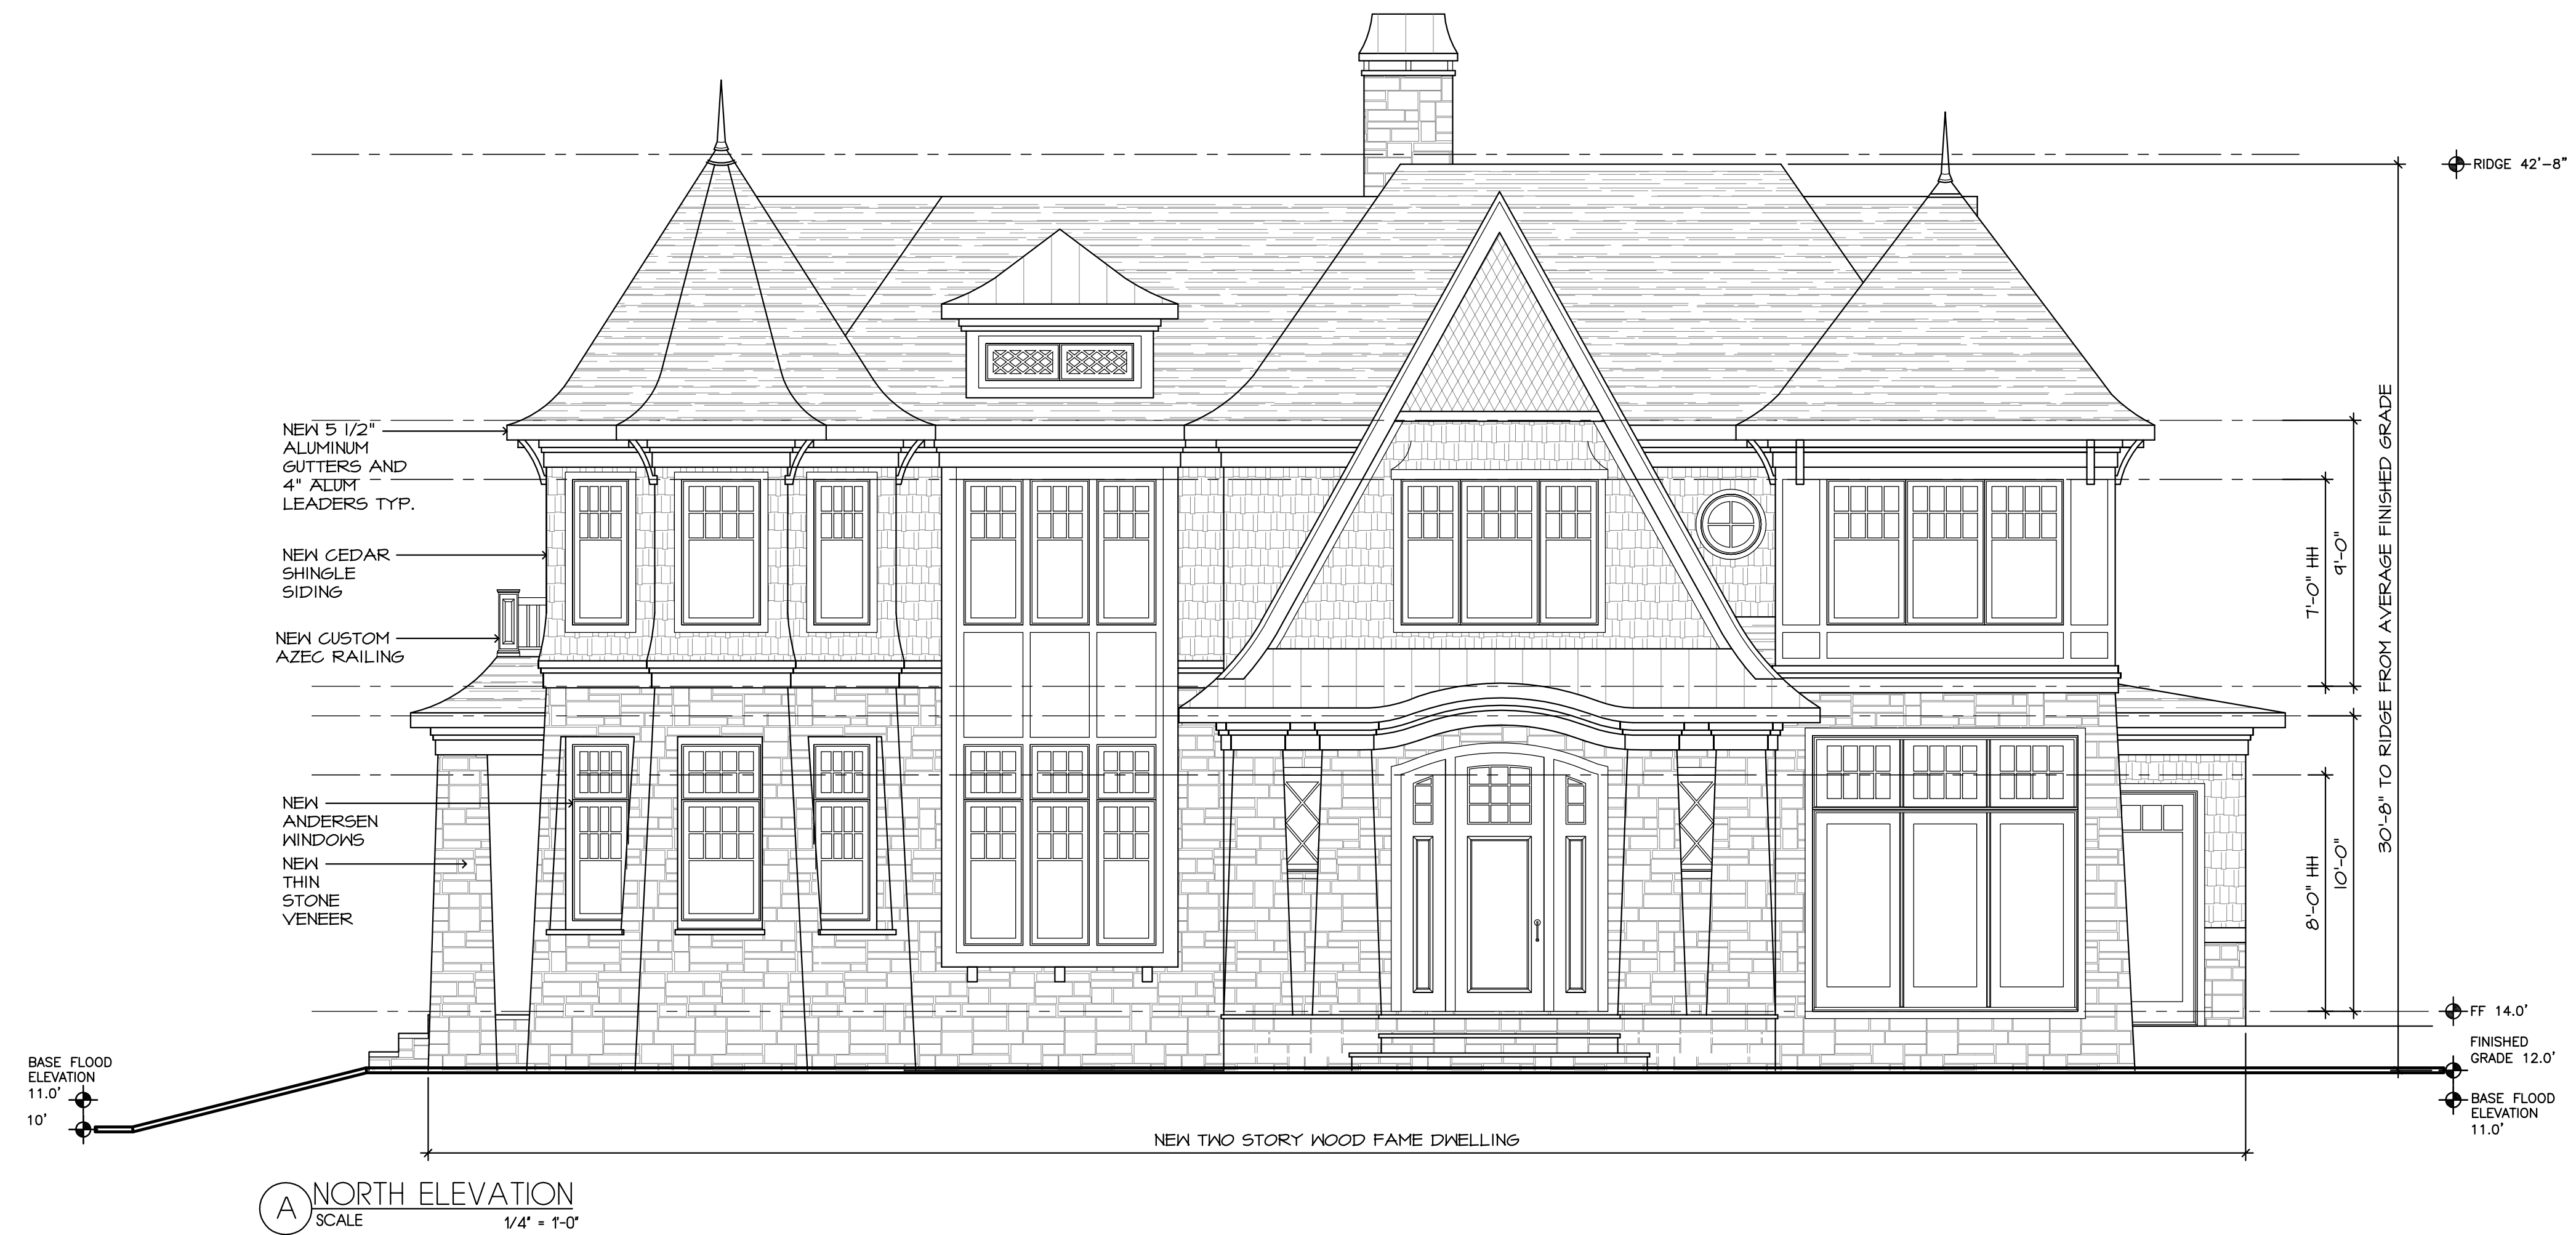 RIDGE 42'-8"
NEW 5 1/2"
ALUMINUM
GUTTERS AND
4" ALUM
LEADERS TYP.
NEW CEDAR
SHINGLE
SIDING
NEW CUSTOM
AZEC RAILING
NEW
ANDERSEN
WINDOWS
NEW
THIN
STONE
VENEER
7'-0" HH
9'-0"
30'-8" TO RIDGE FROM AVERAGE FINISHED GRADE
8'-0" HH
10'-0"
FF 14.0'
FINISHED
GRADE 12.0'
BASE FLOOD
ELEVATION
11.0'
BASE FLOOD
ELEVATION
11.0'
10'
NEW TWO STORY WOOD FAME DWELLING
A
NORTH ELEVATION
SCALE 1/4" = 1'-0"